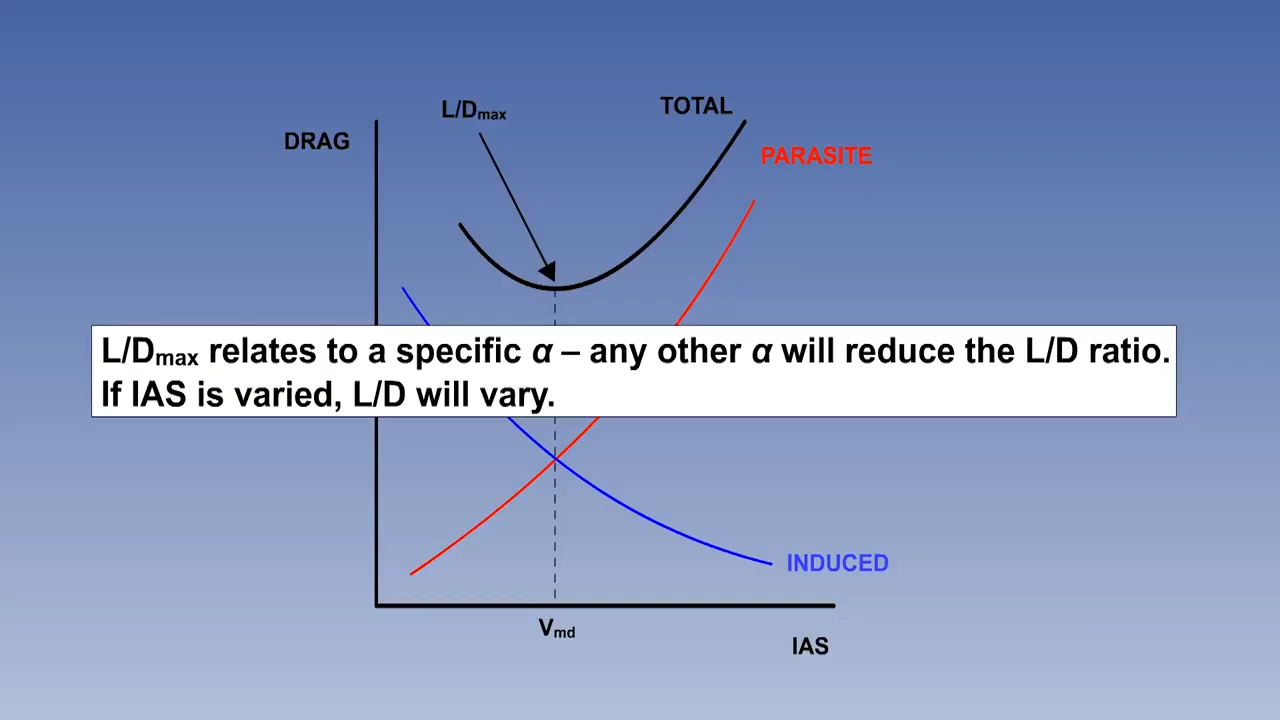 L/Dmax
TOTAL
DRAG
PARASITE
L/Dmax relates to a specific α – any other α will reduce the L/D ratio.
If IAS is varied, L/D will vary.
INDUCED
Vmd
IAS